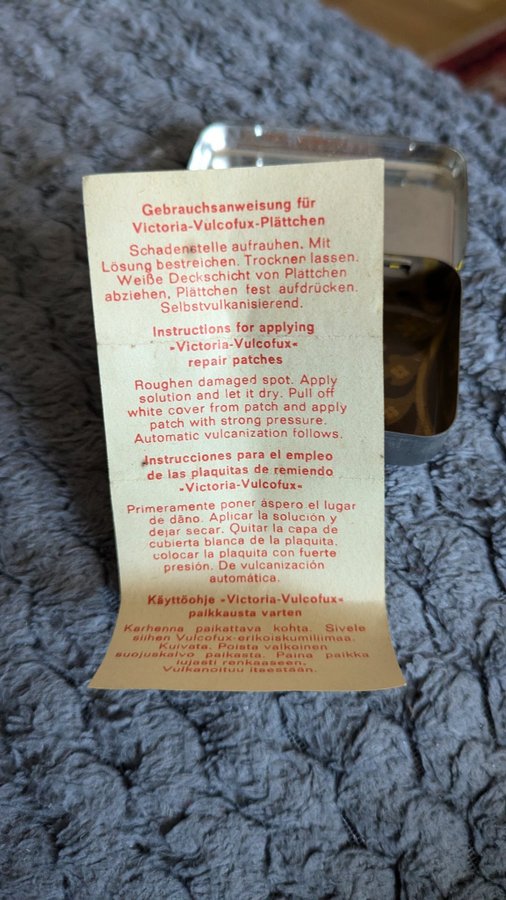 Gebrauchsanweisung für
Victoria-Vulcofux-Plättchen
Schadenstelle aufrauhen. Mit
Lösung bestreichen. Trocknen lassen.
Weiße Deckschicht von Plättchen
abziehen, Plättchen fest aufdrücken.
Selbstvulkanisierend.
Instructions for applying
»Victoria-Vulcofux«
repair patches
Roughen damaged spot. Apply
solution and let it dry. Pull off
white cover from patch and apply
patch with strong pressure.
Automatic vulcanization follows.
Instrucciones para el empleo
de las plaquitas de remiendo
»Victoria-Vulcofux«
Primeramente poner áspero el lugar
de dãno. Aplicar la solución y
dejar secar. Quitar la capa de
cubierta blanca de la plaquita.
colocar la plaquita con fuerte
presión. De vulcanización
automática.
Käyttöohje »Victoria-Vulcofux«
paikkausta varten
Karhenna paikattava kohta. Sivele
siihen Vulcofux-erikoiskumiliimaa.
Kuivata. Poista valkoinen
suojuskalvo paikasta. Paina paikka
lujasti renkaaseen.
Vulkanoituu itsestään.